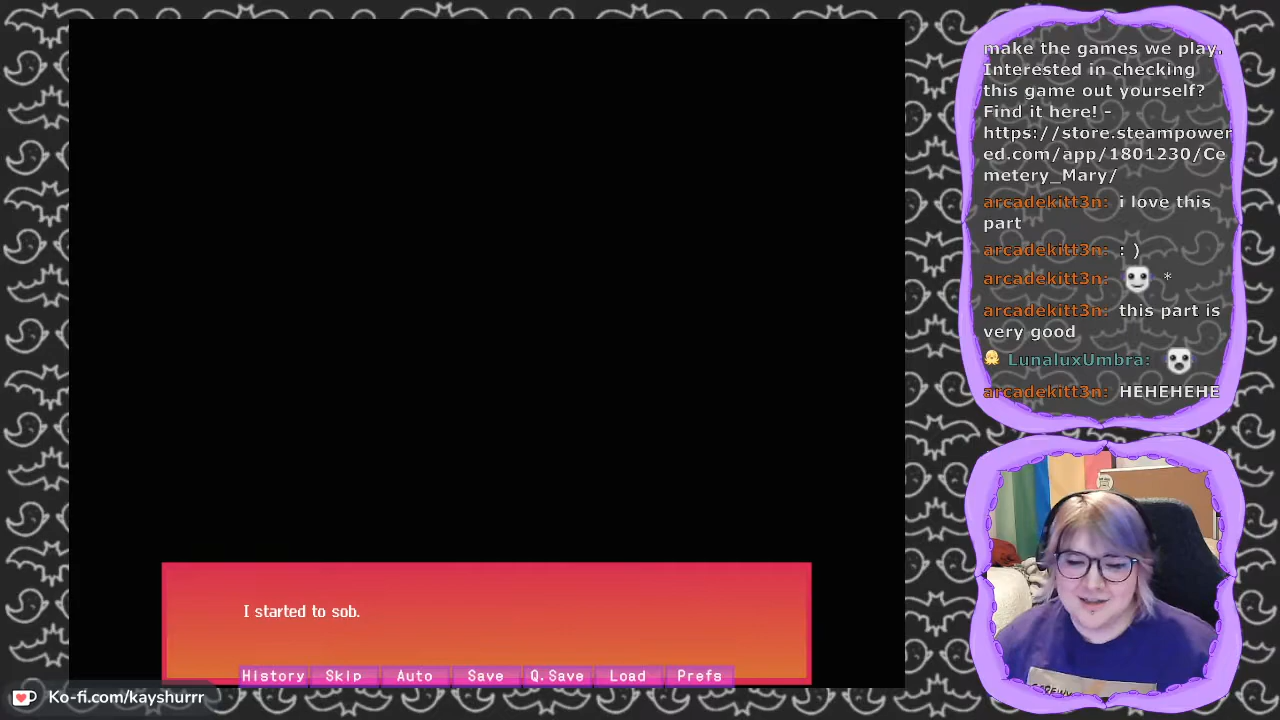 make the games we play.
Interested in checking
this game out yourself?
Find it here! -
https://store.steampower
ed.com/app/1801230/Ce
metery_Mary/
arcadekitt3n: i love this
part
arcadekitt3n: : )
arcadekitt3n: *
arcadekitt3n: this part is
very good
LunaluxUmbra:
arcadekitt3n: HEHEHEHE
I started to sob.
History Skip Auto Save Q.Save Load Prefs
Ko-fi.com/kayshurrr